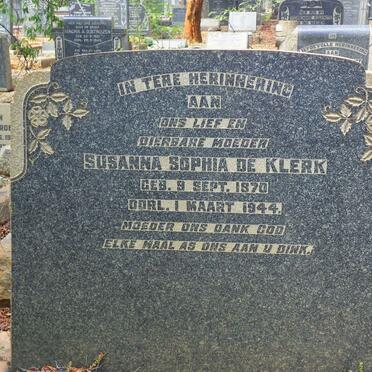 IN TERE HERINNERING
AAN
ONS LIEF EN
DIERBARE MOEDER
SUSANNA SOPHIA DE KLERK
GEB. 9 SEPT. 1870
OORL. 1 MAART 1944.
MOEDER ONS DANK GOD
ELKE MAAL AS ONS AAN U DINK.